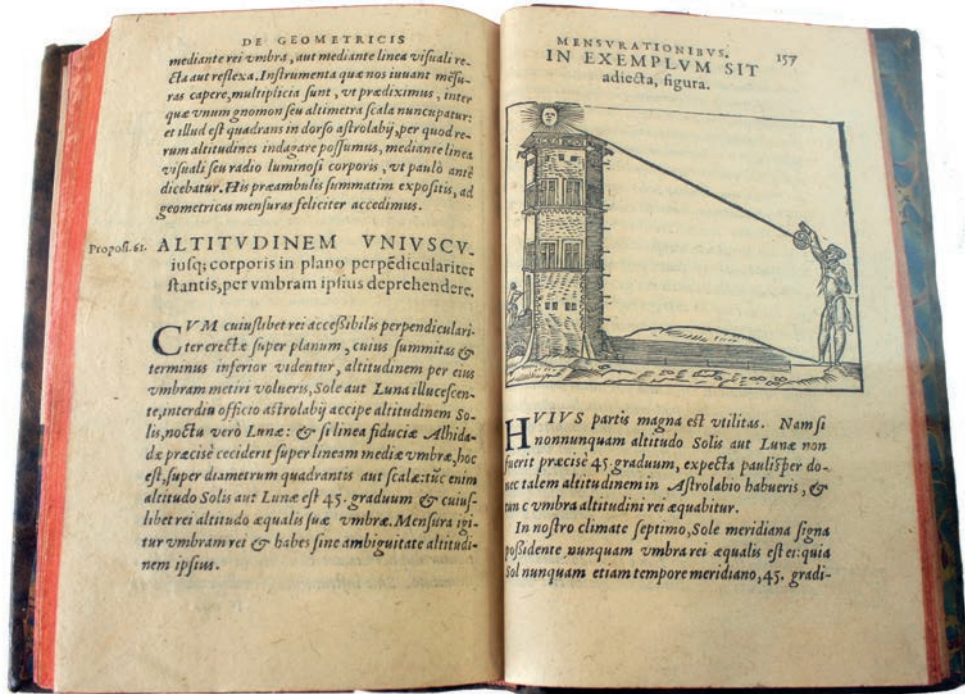 DE GEOMETRICIS
mediante rei vmbra, aut mediante linea visuali re-
cta aut reflexa. Instrumenta quæ nos iuuant mēsu-
ras capere, multiplicia sunt, vt prædiximus, inter
quæ vnum gnomon seu altimetra scala nuncupatur:
et illud est quadrans in dorso astrolabij, per quod re-
rum altitudines indagare possumus, mediante linea
visuali seu radio luminosi corporis, vt paulò antè
dicebatur. His præambulis summatim expositis, ad
geometricas mensuras feliciter accedimus.
Proposi. 61. ALTITVDINEM VNIVSCV-
iusq; corporis in plano perpēdiculariter
stantis, per vmbram ipsius deprehendere.
CVM cuiuslibet rei accessibilis perpendiculari-
ter erectæ super planum, cuius summitas &
terminus inferior videntur, altitudinem per eius
vmbram metiri volueris, Sole aut Luna illucescen-
te, interdiu officio astrolabij accipe altitudinem So-
lis, noctu verò Lunæ: & si linea fiduciæ Alhida-
dæ præcisè ceciderit super lineam mediæ vmbræ, hoc
est, super diametrum quadrantis aut scalæ: tūc enim
altitudo Solis aut Lunæ est 45. graduum & cuius-
libet rei altitudo æqualis suæ vmbræ. Mensura igi-
tur vmbram rei & habes sine ambiguitate altitudi-
nem ipsius.
MENSVRATIONIBVS. 157
IN EXEMPLVM SIT
adiecta, figura.
HVIVS partis magna est vtilitas. Nam si
nonnunquam altitudo Solis aut Lunæ non
fuerit præcisè 45. graduum, expecta paulisper do-
nec talem altitudinem in Astrolabio habueris, &
tunc vmbra altitudini rei æquabitur.
In nostro climate septimo, Sole meridiana signa
possidente nunquam vmbra rei æqualis est ei: quia
Sol nunquam etiam tempore meridiano, 45. gradi-